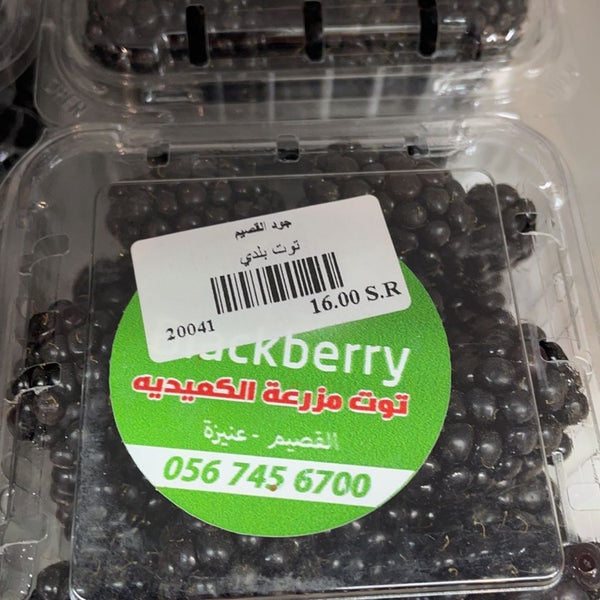 جود القصيم
توت بلدي
20041
16.00 S.R
ackberry
توت مزرعة الكميديه
القصيم - عنيزة
056 745 6700